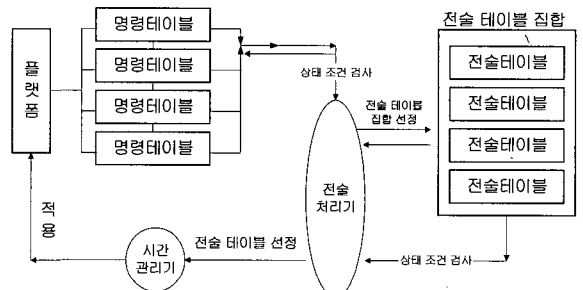 플랫폼
명령테이블
명령테이블
명령테이블
명령테이블
상태 조건 검사
전술 테이블
집합 선정
전술 테이블 집합
전술테이블
전술테이블
전술테이블
전술테이블
전술
처리기
적용
시간
관리기
전술 테이블 선정
상태 조건 검사